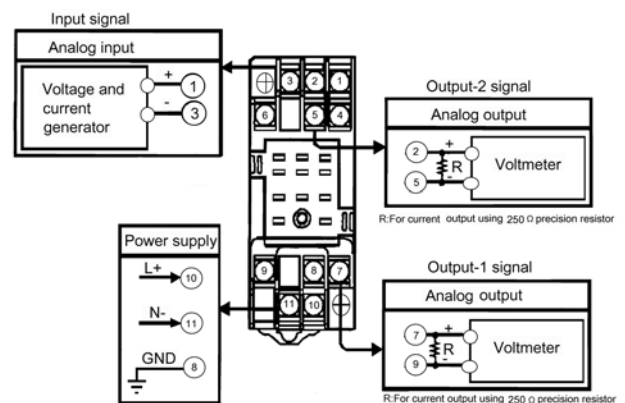 Input signal
Analog input
Voltage and
current
generator
+ 1
- 3
3 2 1
6 5 4
9 8 7
11 10
Output-2 signal
Analog output
2 +
R
5 -
Voltmeter
R:For current output using 250 Ω precision resistor
Power supply
L+ 10
N- 11
GND 8
Output-1 signal
Analog output
7 +
R
9 -
Voltmeter
R:For current output using 250 Ω precision resistor